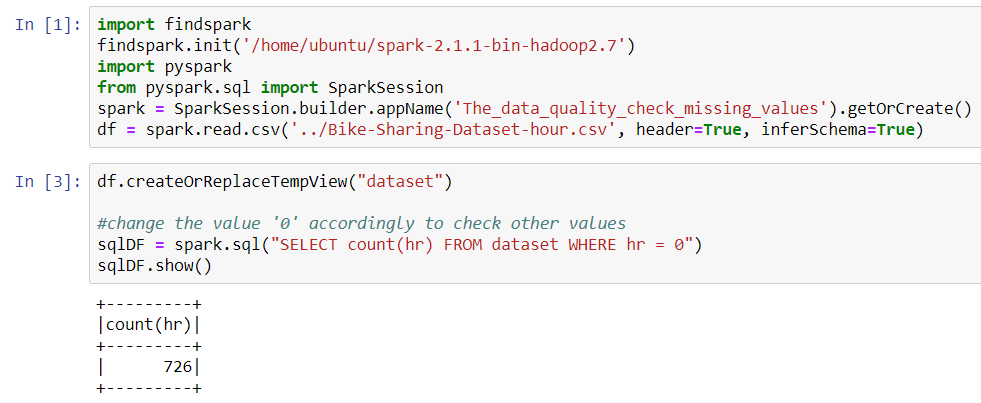 In [1]: import findspark
findspark.init('/home/ubuntu/spark-2.1.1-bin-hadoop2.7')
import pyspark
from pyspark.sql import SparkSession
spark = SparkSession.builder.appName('The_data_quality_check_missing_values').getOrCreate()
df = spark.read.csv('../Bike-Sharing-Dataset-hour.csv', header=True, inferSchema=True)
In [3]: df.createOrReplaceTempView("dataset")
#change the value '0' accordingly to check other values
sqlDF = spark.sql("SELECT count(hr) FROM dataset WHERE hr = 0")
sqlDF.show()
+---------+
|count(hr)|
+---------+
|      726|
+---------+